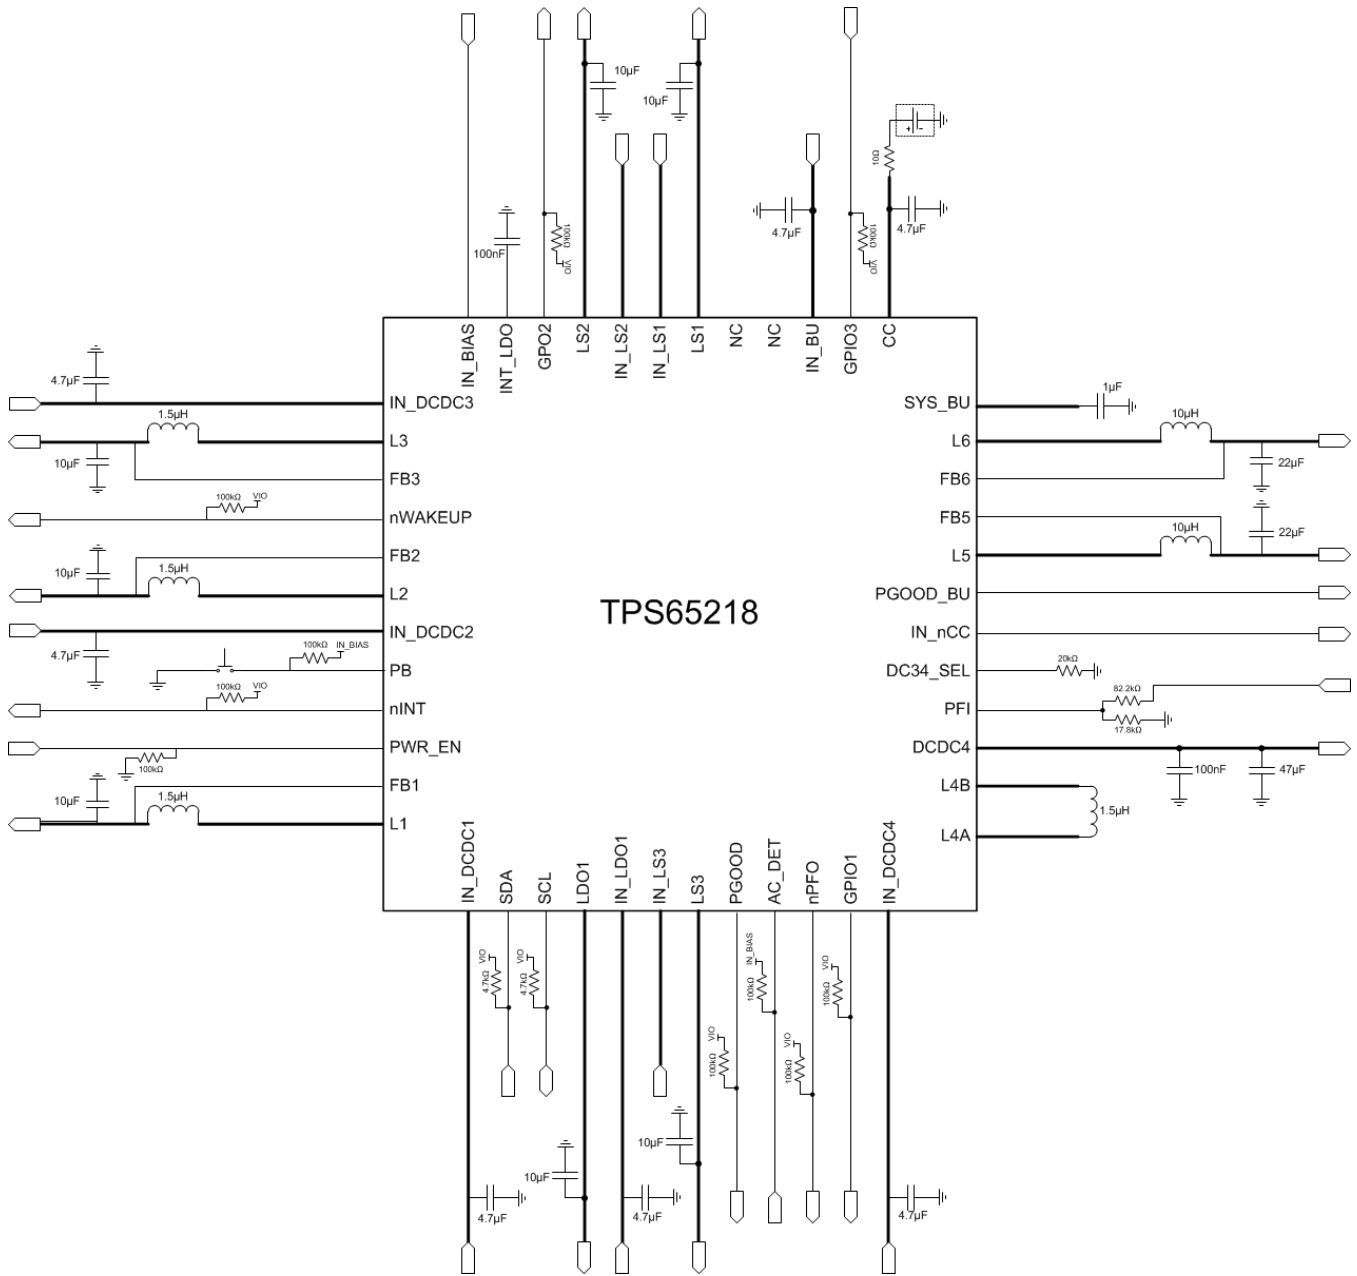 10µF
10µF
10Ω
+ -
4.7µF
4.7µF
100nF
100kΩ
VIO
100kΩ
VIO
IN_BIAS
INT_LDO
GPO2
LS2
IN_LS2
IN_LS1
LS1
NC
NC
IN_BU
GPIO3
CC
4.7µF
IN_DCDC3
1.5µH
L3
10µF
FB3
100kΩ
VIO
nWAKEUP
FB2
10µF
1.5µH
L2
IN_DCDC2
4.7µF
100kΩ
IN_BIAS
PB
100kΩ
VIO
nINT
PWR_EN
100kΩ
FB1
10µF
1.5µH
L1
TPS65218
SYS_BU
1µF
L6
10µH
22µF
FB6
FB5
10µH
22µF
L5
PGOOD_BU
IN_nCC
DC34_SEL
20kΩ
PFI
82.2kΩ
17.8kΩ
DCDC4
100nF
47µF
L4B
1.5µH
L4A
IN_DCDC1
SDA
SCL
LDO1
IN_LDO1
IN_LS3
LS3
PGOOD
AC_DET
nPFO
GPIO1
IN_DCDC4
VIO
4.7kΩ
VIO
4.7kΩ
IN_BIAS
100kΩ
VIO
100kΩ
VIO
100kΩ
VIO
100kΩ
10µF
10µF
4.7µF
4.7µF
4.7µF